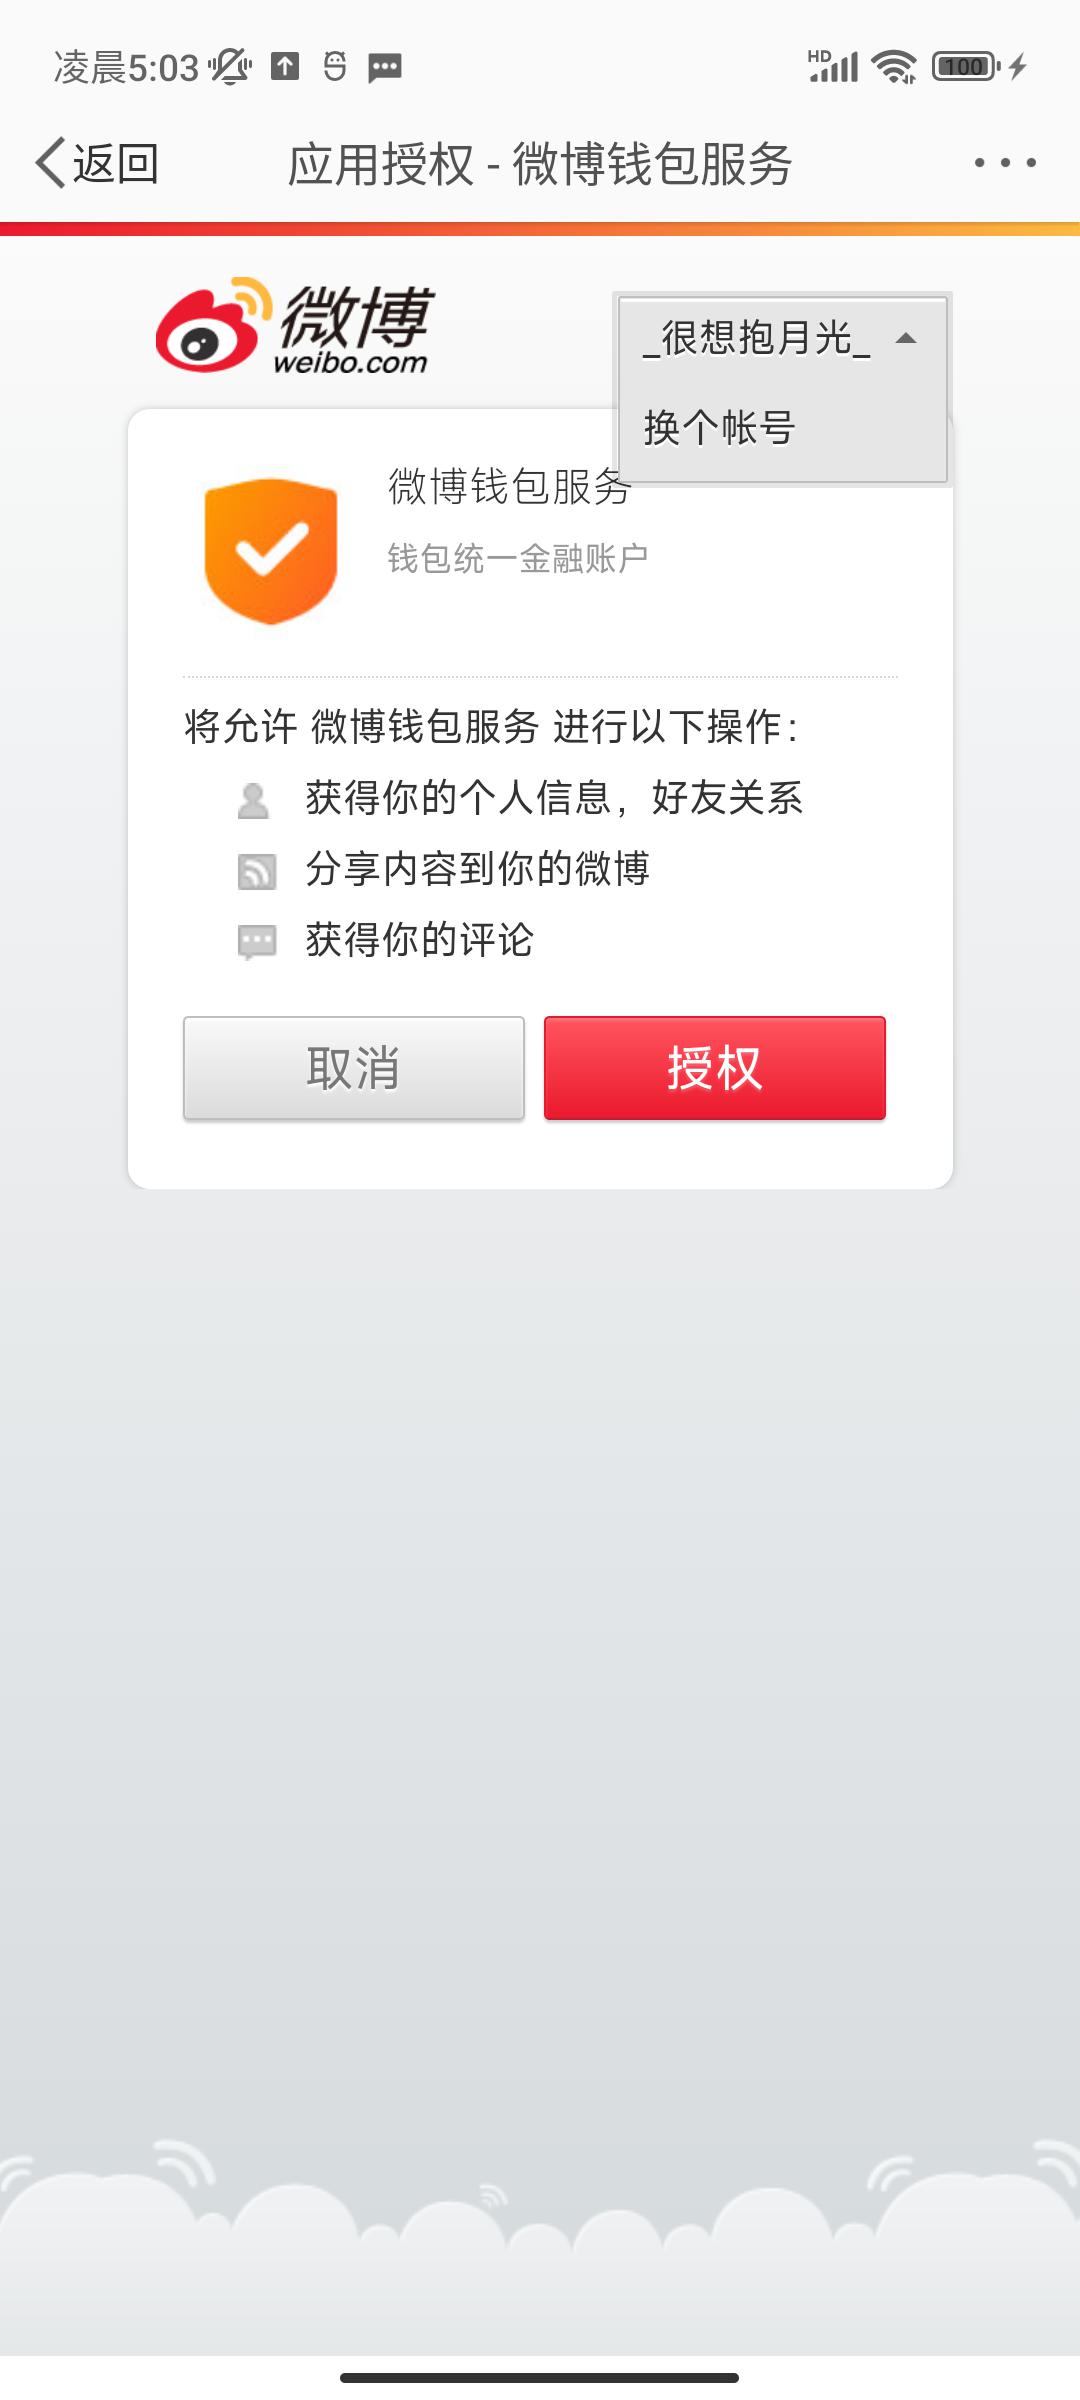 凌晨5:03
HD
100
返回
应用授权 - 微博钱包服务
微博
weibo.com
_很想抱月光_
换个帐号
微博钱包服务
钱包统一金融账户
将允许 微博钱包服务 进行以下操作：
获得你的个人信息，好友关系
分享内容到你的微博
获得你的评论
取消
授权